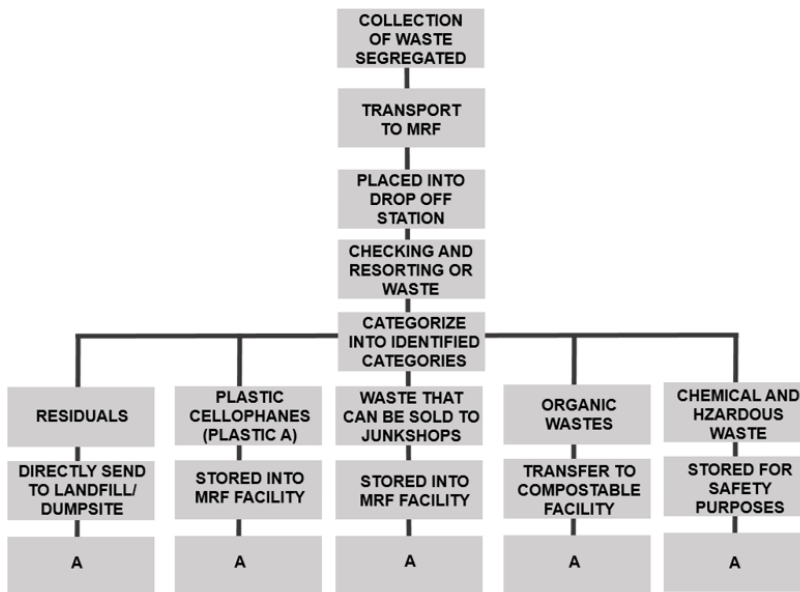 COLLECTION
OF WASTE
SEGREGATED
TRANSPORT
TO MRF
PLACED INTO
DROP OFF
STATION
CHECKING AND
RESORTING OR
WASTE
CATEGORIZE
INTO IDENTIFIED
CATEGORIES
RESIDUALS
PLASTIC
CELLOPHANES
(PLASTIC A)
WASTE THAT
CAN BE SOLD TO
JUNKSHOPS
ORGANIC
WASTES
CHEMICAL AND
HZARDOUS
WASTE
DIRECTLY SEND
TO LANDFILL/
DUMPSITE
STORED INTO
MRF FACILITY
STORED INTO
MRF FACILITY
TRANSFER TO
COMPOSTABLE
FACILITY
STORED FOR
SAFETY
PURPOSES
A
A
A
A
A